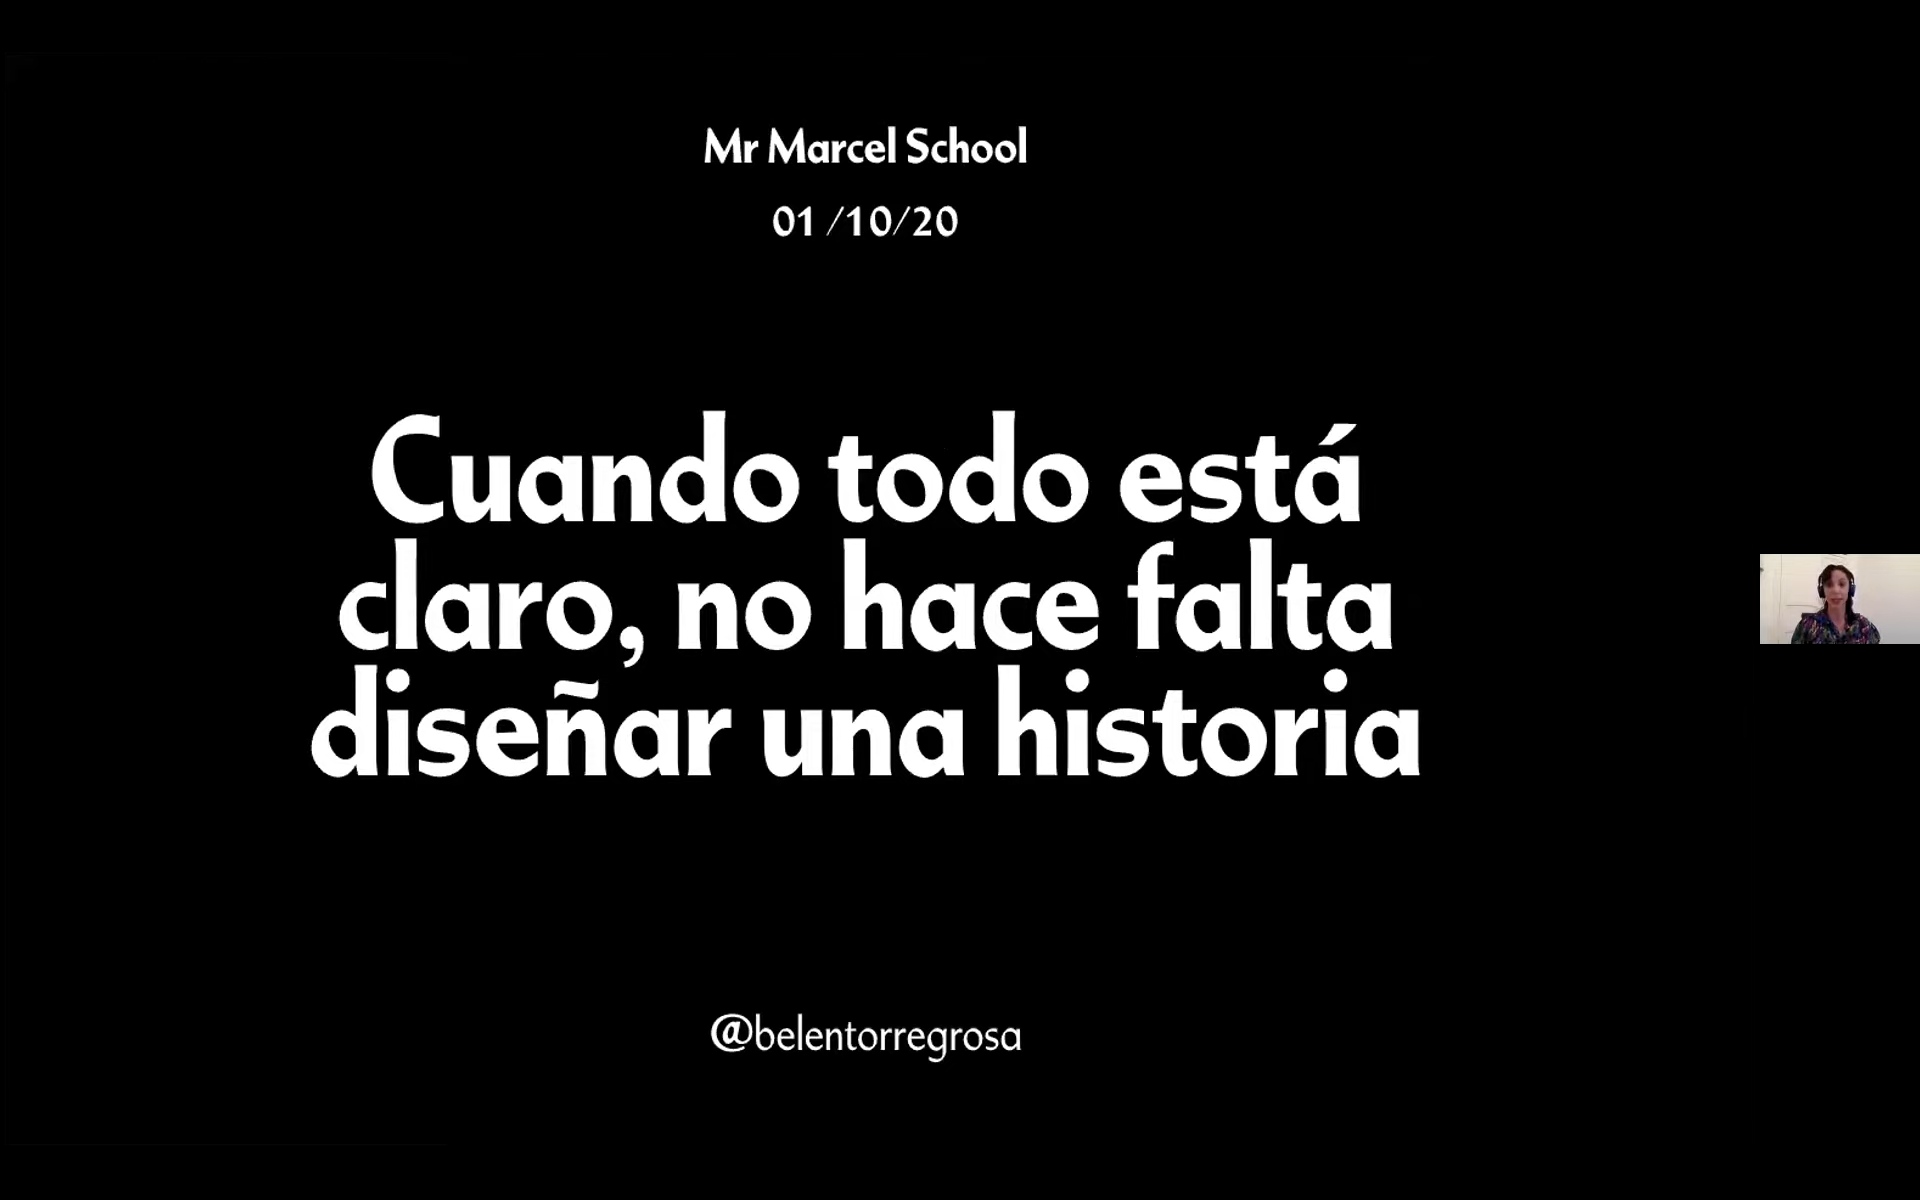 Mr Marcel School
01 /10/20
Cuando todo está
claro, no hace falta
diseñar una historia
@belentorregrosa